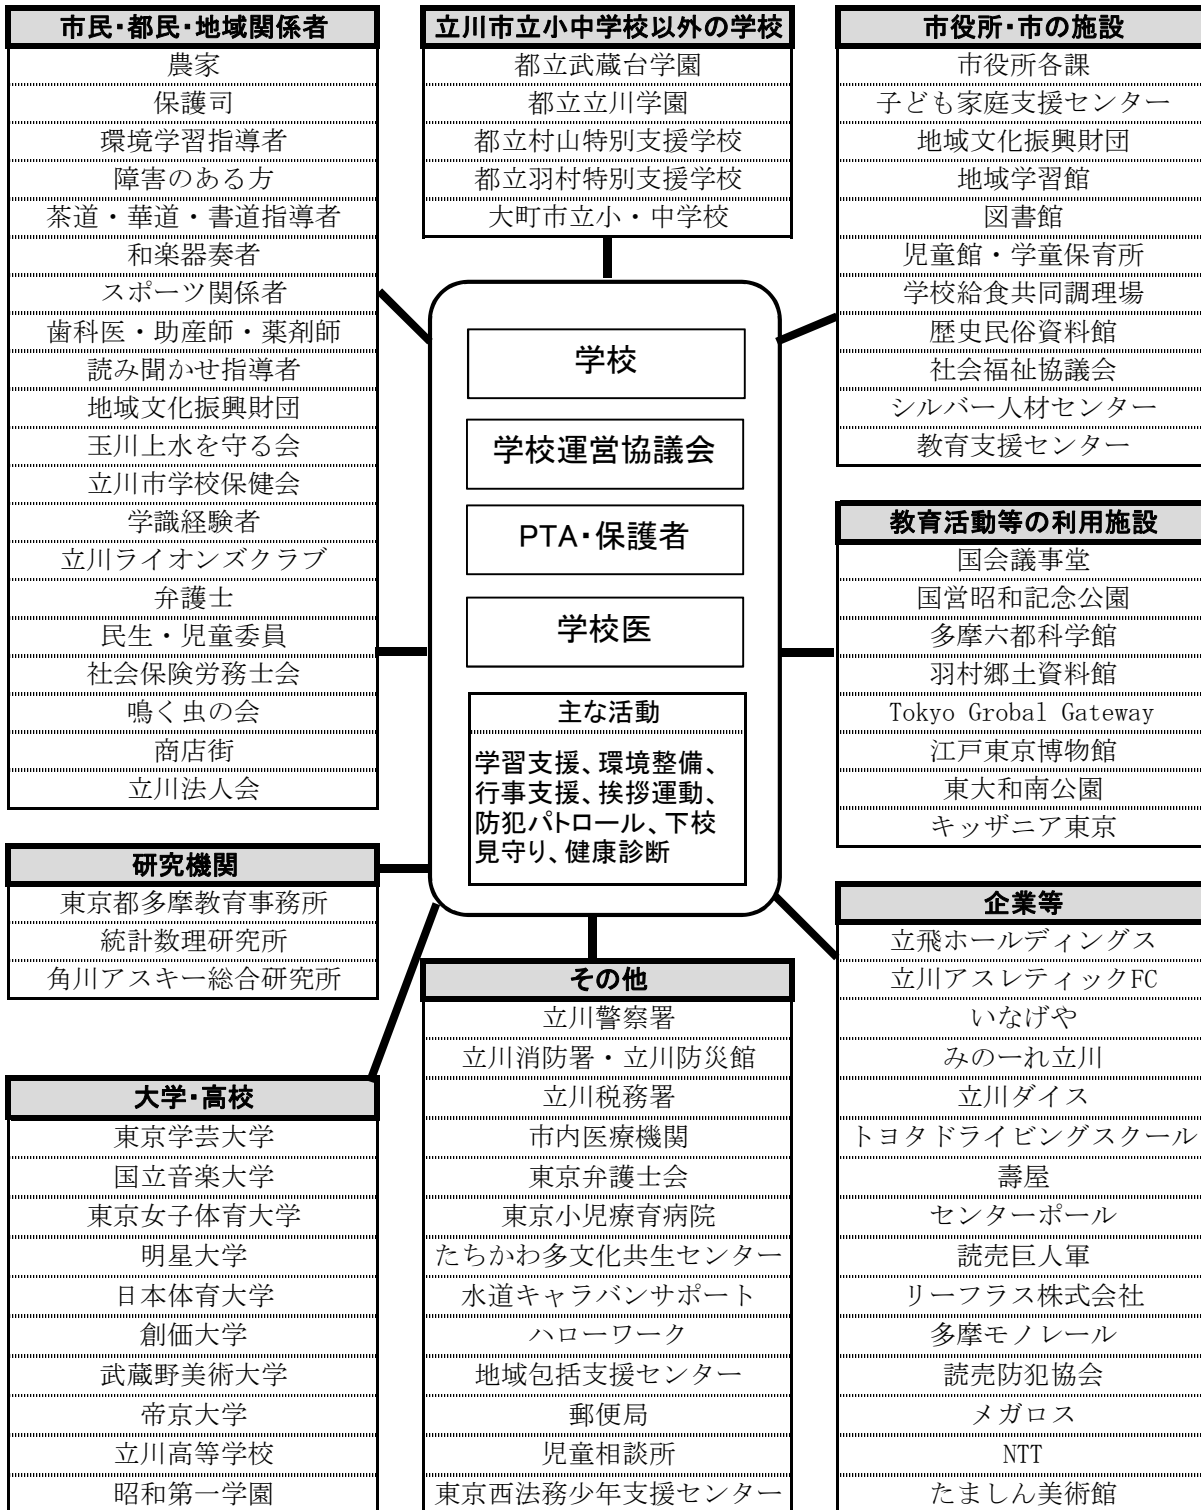 市民・都民・地域関係者
農家
保護司
環境学習指導者
障害のある方
茶道・華道・書道指導者
和楽器奏者
スポーツ関係者
歯科医・助産師・薬剤師
読み聞かせ指導者
地域文化振興財団
玉川上水を守る会
立川市学校保健会
学識経験者
立川ライオンズクラブ
弁護士
民生・児童委員
社会保険労務士会
鳴く虫の会
商店街
立川法人会
研究機関
東京都多摩教育事務所
統計数理研究所
角川アスキー総合研究所
大学・高校
東京学芸大学
国立音楽大学
東京女子体育大学
明星大学
日本体育大学
創価大学
武蔵野美術大学
帝京大学
立川高等学校
昭和第一学園
立川市立小中学校以外の学校
都立武蔵台学園
都立立川学園
都立村山特別支援学校
都立羽村特別支援学校
大町市立小・中学校
学校
学校運営協議会
PTA・保護者
学校医
主な活動
学習支援、環境整備、
行事支援、挨拶運動、
防犯パトロール、下校
見守り、健康診断
その他
立川警察署
立川消防署・立川防災館
立川税務署
市内医療機関
東京弁護士会
東京小児療育病院
たちかわ多文化共生センター
水道キャラバンサポート
ハローワーク
地域包括支援センター
郵便局
児童相談所
東京西法務少年支援センター
市役所・市の施設
市役所各課
子ども家庭支援センター
地域文化振興財団
地域学習館
図書館
児童館・学童保育所
学校給食共同調理場
歴史民俗資料館
社会福祉協議会
シルバー人材センター
教育支援センター
教育活動等の利用施設
国会議事堂
国営昭和記念公園
多摩六都科学館
羽村郷土資料館
Tokyo Grobal Gateway
江戸東京博物館
東大和南公園
キッザニア東京
企業等
立飛ホールディングス
立川アスレティックFC
いなげや
みのーれ立川
立川ダイス
トヨタドライビングスクール
壽屋
センターポール
読売巨人軍
リーフラス株式会社
多摩モノレール
読売防犯協会
メガロス
NTT
たましん美術館